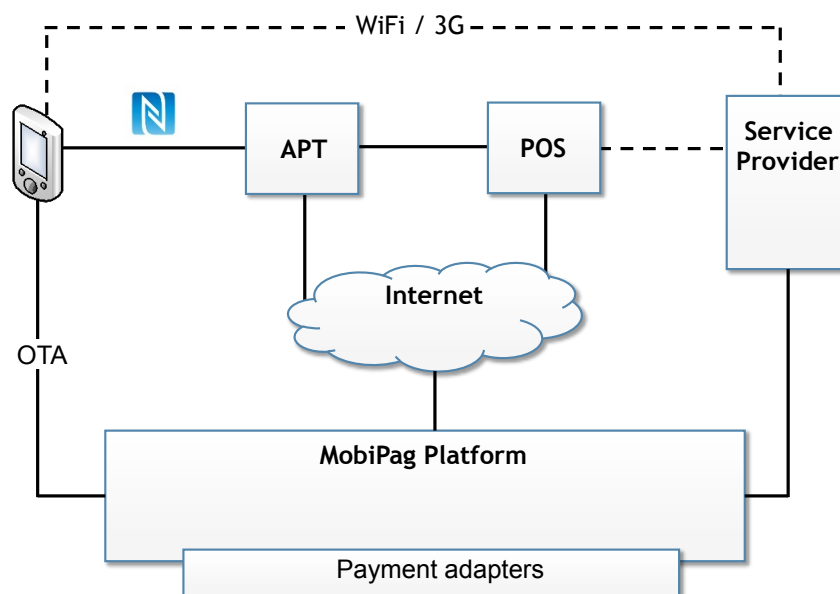 WiFi / 3G
APT
POS
Service
Provider
Internet
OTA
MobiPag Platform
Payment adapters